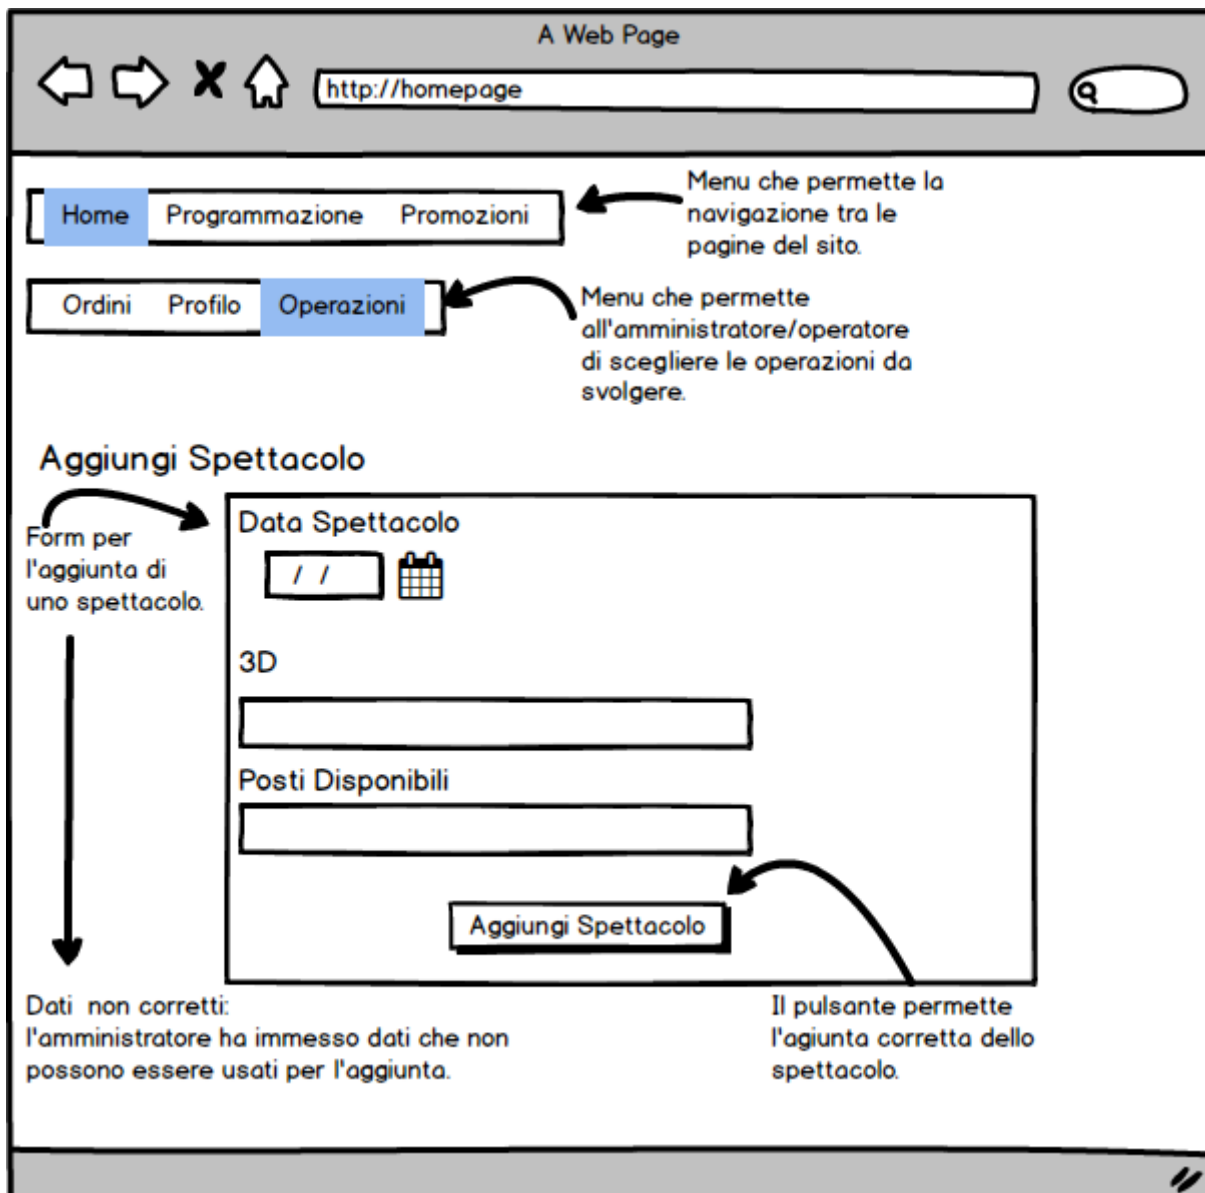 A Web Page
http://homepage
Home Programmazione Promozioni
Menu che permette la
navigazione tra le
pagine del sito.
Ordini Profilo Operazioni
Menu che permette
all'amministratore/operatore
di scegliere le operazioni da
svolgere.
Aggiungi Spettacolo
Form per
l'aggiunta di
uno spettacolo.
Data Spettacolo
/ /
3D
Posti Disponibili
Aggiungi Spettacolo
Dati non corretti:
l'amministratore ha immesso dati che non
possono essere usati per l'aggiunta.
Il pulsante permette
l'agiunta corretta dello
spettacolo.